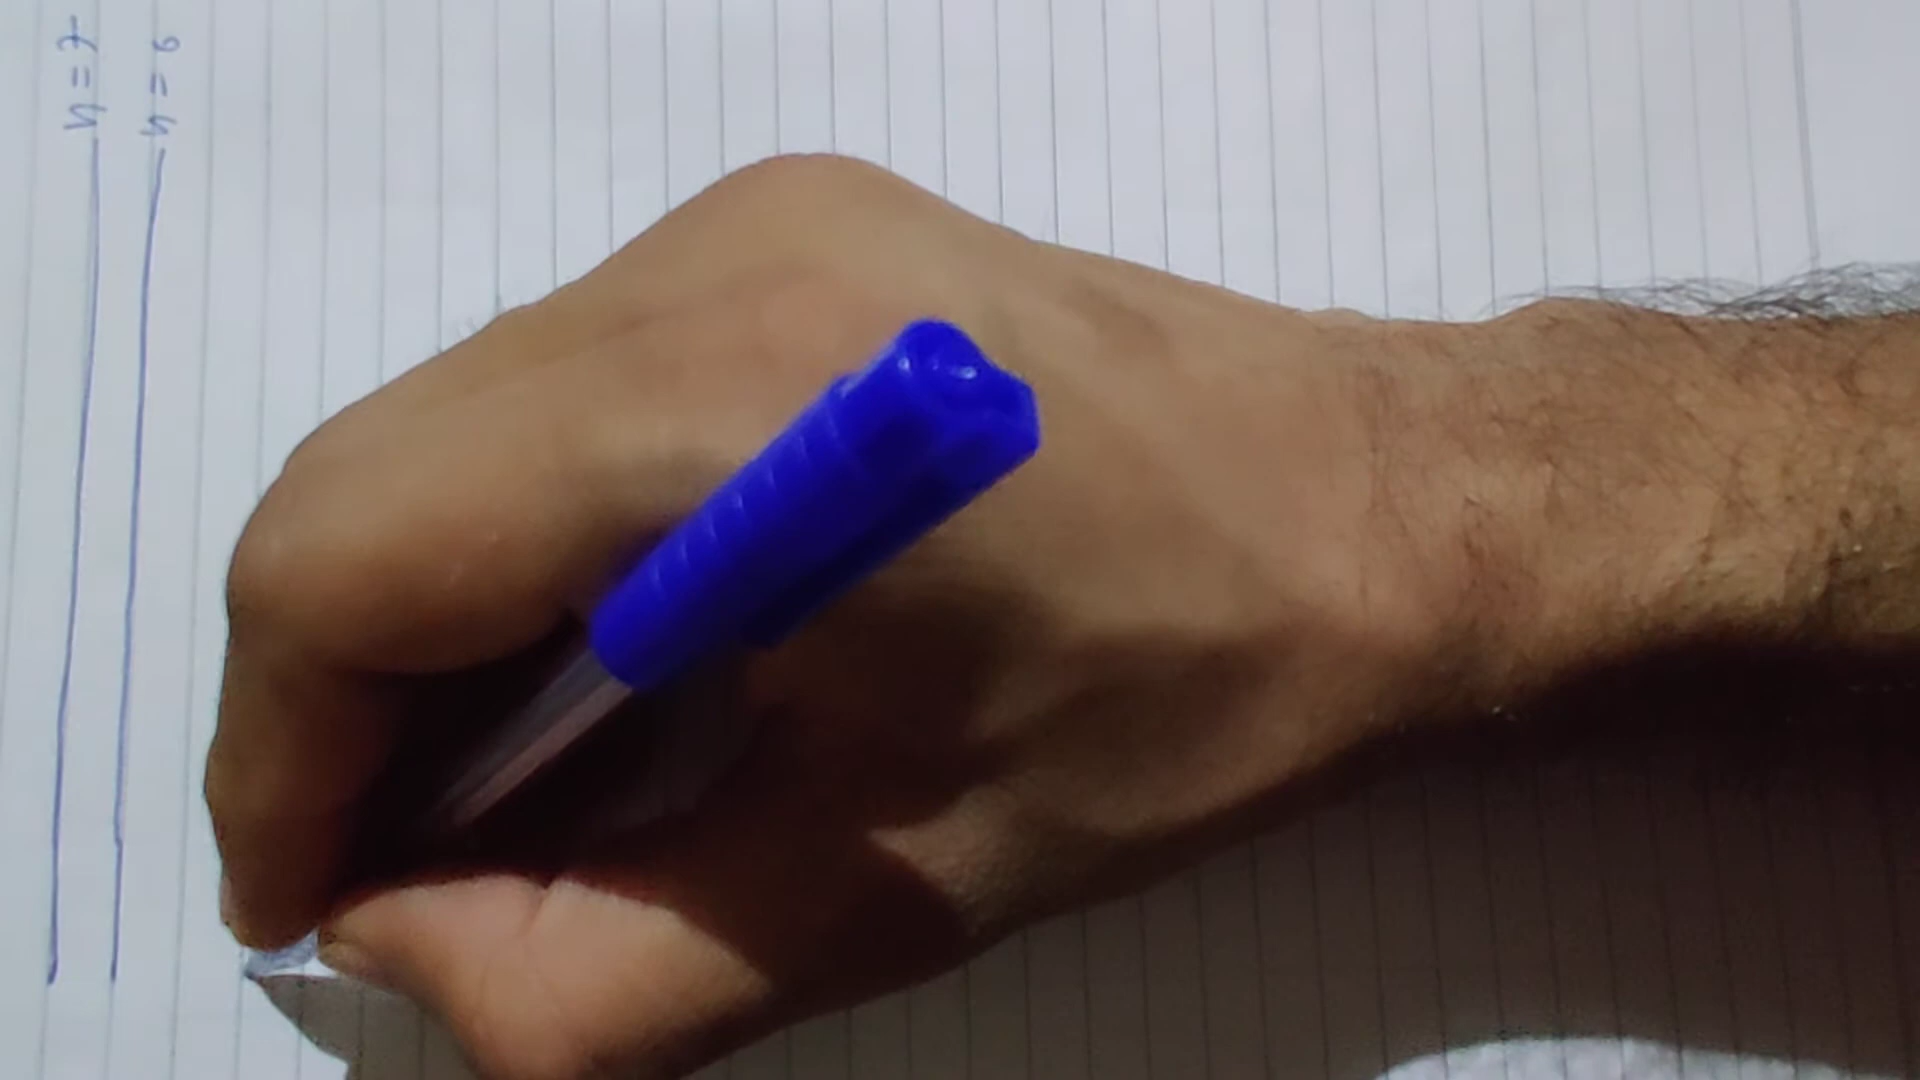 n = 7
n = 6